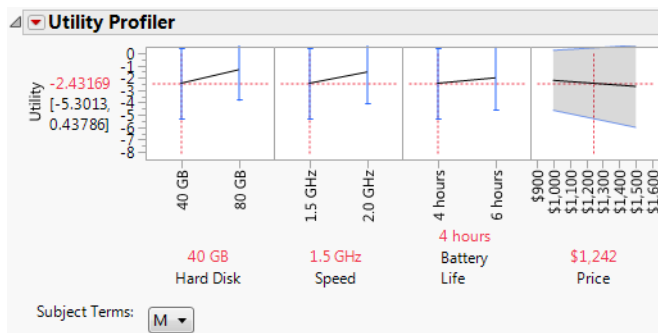 Utility Profiler
Utility
-2.43169
[-5.3013,
0.43786]
0
-1
-2
-3
-4
-5
-6
-7
-8
40 GB
80 GB
1.5 GHz
2.0 GHz
4 hours
6 hours
$900
$1,000
$1,100
$1,200
$1,300
$1,400
$1,500
$1,600
40 GB
Hard Disk
1.5 GHz
Speed
4 hours
Battery
Life
$1,242
Price
Subject Terms:
M